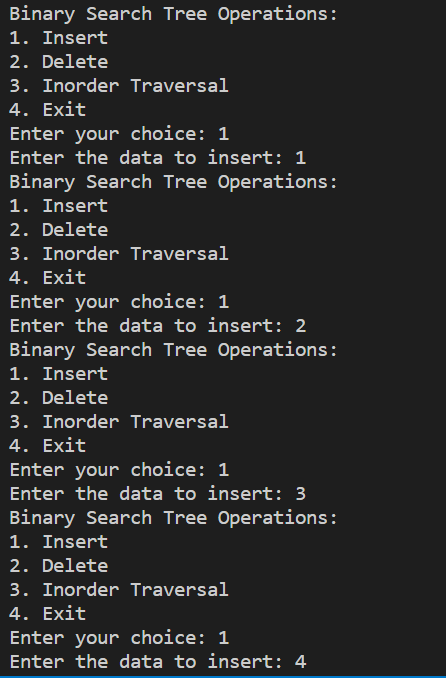 Binary Search Tree Operations:
1. Insert
2. Delete
3. Inorder Traversal
4. Exit
Enter your choice: 1
Enter the data to insert: 1
Binary Search Tree Operations:
1. Insert
2. Delete
3. Inorder Traversal
4. Exit
Enter your choice: 1
Enter the data to insert: 2
Binary Search Tree Operations:
1. Insert
2. Delete
3. Inorder Traversal
4. Exit
Enter your choice: 1
Enter the data to insert: 3
Binary Search Tree Operations:
1. Insert
2. Delete
3. Inorder Traversal
4. Exit
Enter your choice: 1
Enter the data to insert: 4